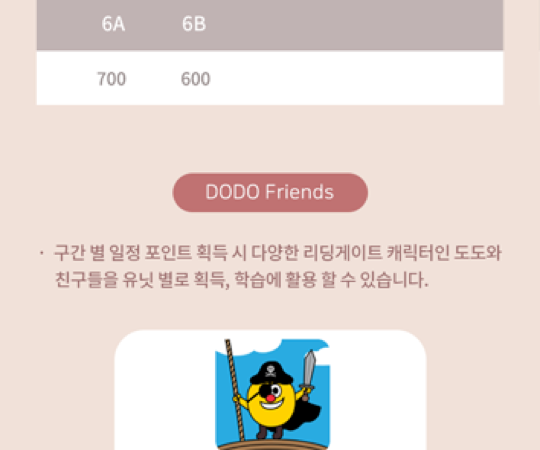 6A 6B
700 600
DODO Friends
· 구간 별 일정 포인트 획득 시 다양한 리딩게이트 캐릭터인 도도와
친구들을 유닛 별로 획득, 학습에 활용 할 수 있습니다.